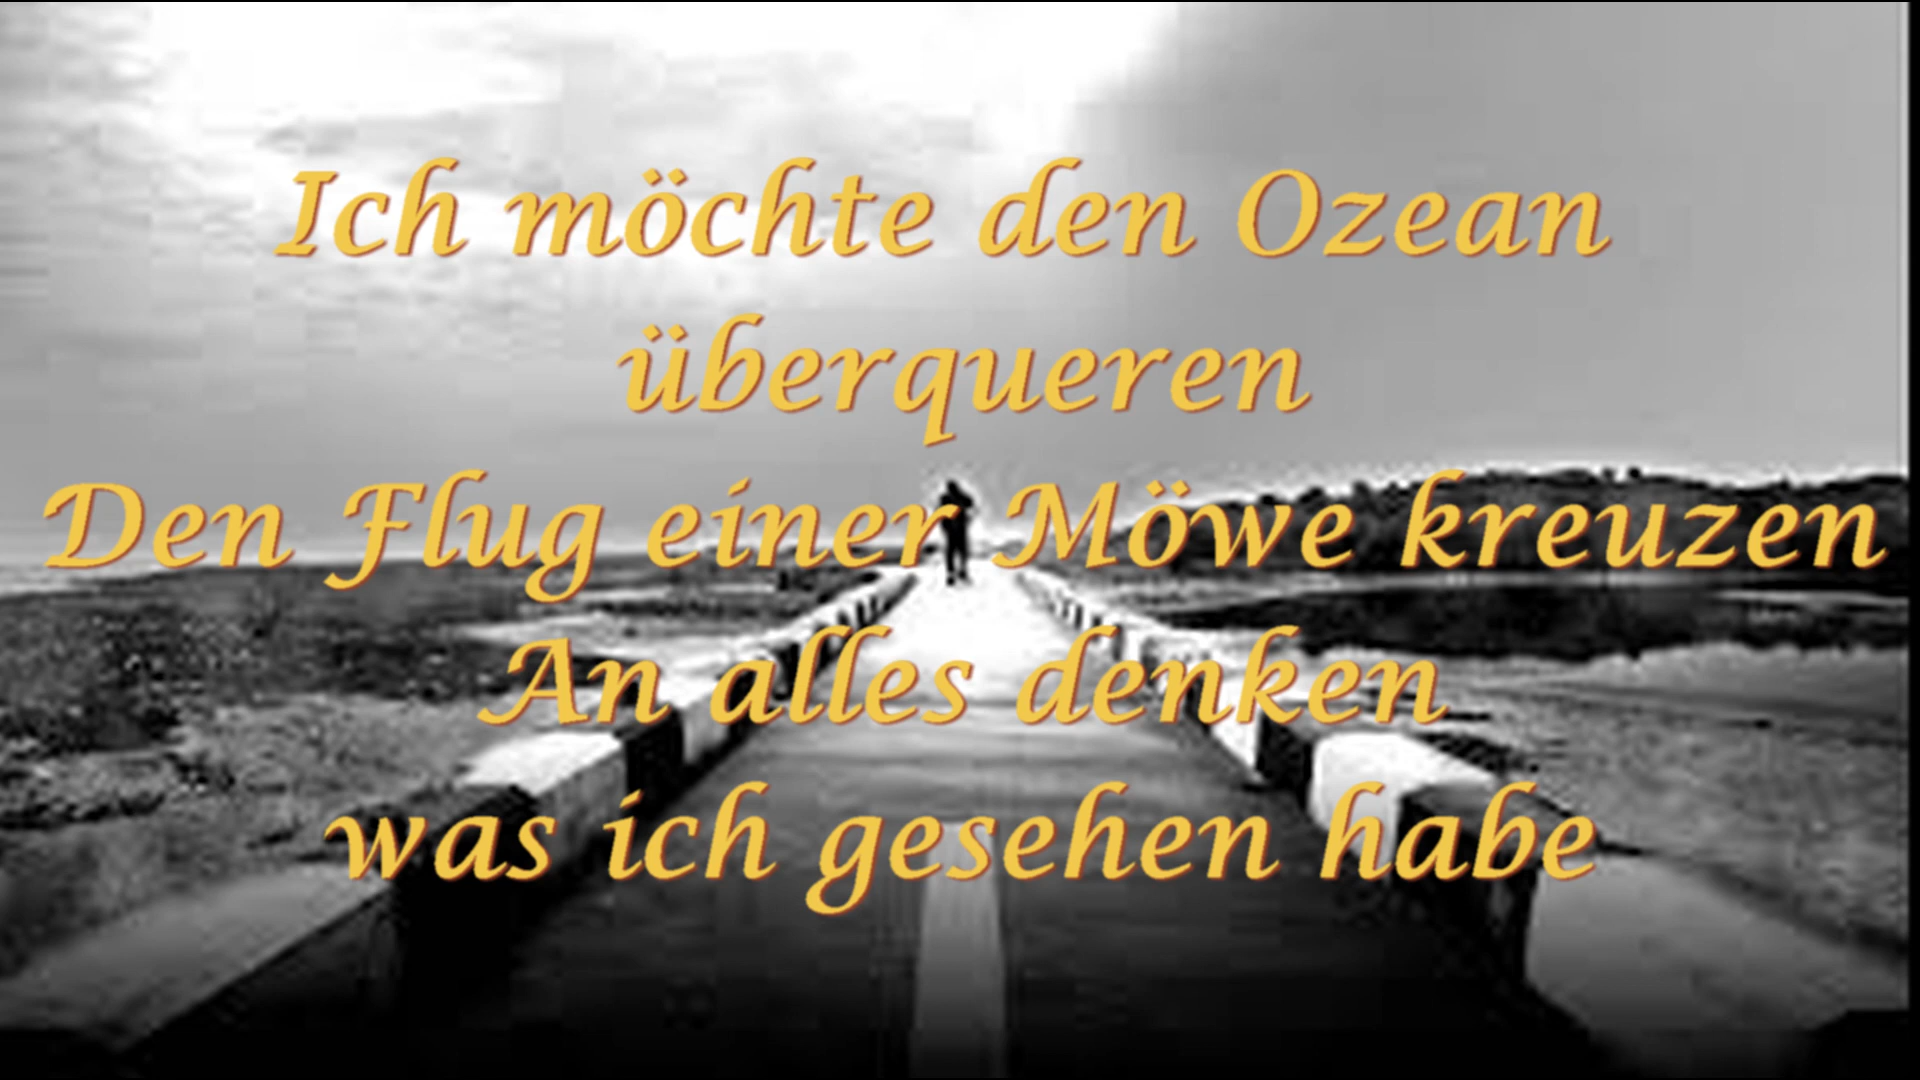 Ich möchte den Ozean
überqueren
Den Flug einer Möwe kreuzen
An alles denken
was ich gesehen habe